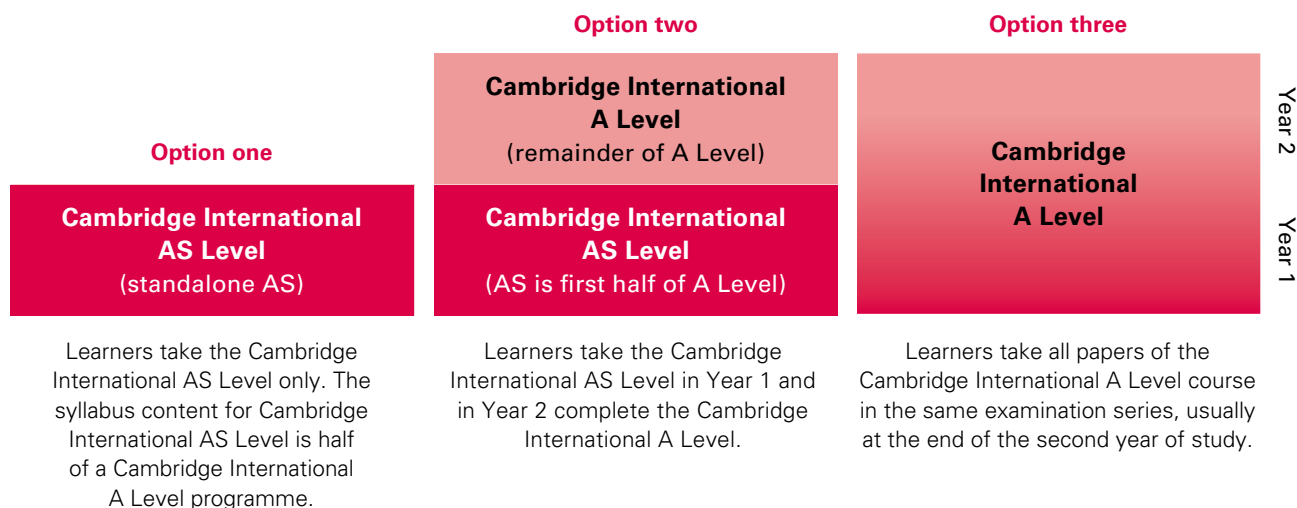 Option one
Cambridge International
AS Level
(standalone AS)
Learners take the Cambridge
International AS Level only. The
syllabus content for Cambridge
International AS Level is half
of a Cambridge International
A Level programme.
Option two
Cambridge International
A Level
(remainder of A Level)
Cambridge International
AS Level
(AS is first half of A Level)
Learners take the Cambridge
International AS Level in Year 1 and
in Year 2 complete the Cambridge
International A Level.
Option three
Cambridge
International
A Level
Learners take all papers of the
Cambridge International A Level course
in the same examination series, usually
at the end of the second year of study.
Year 2
Year 1